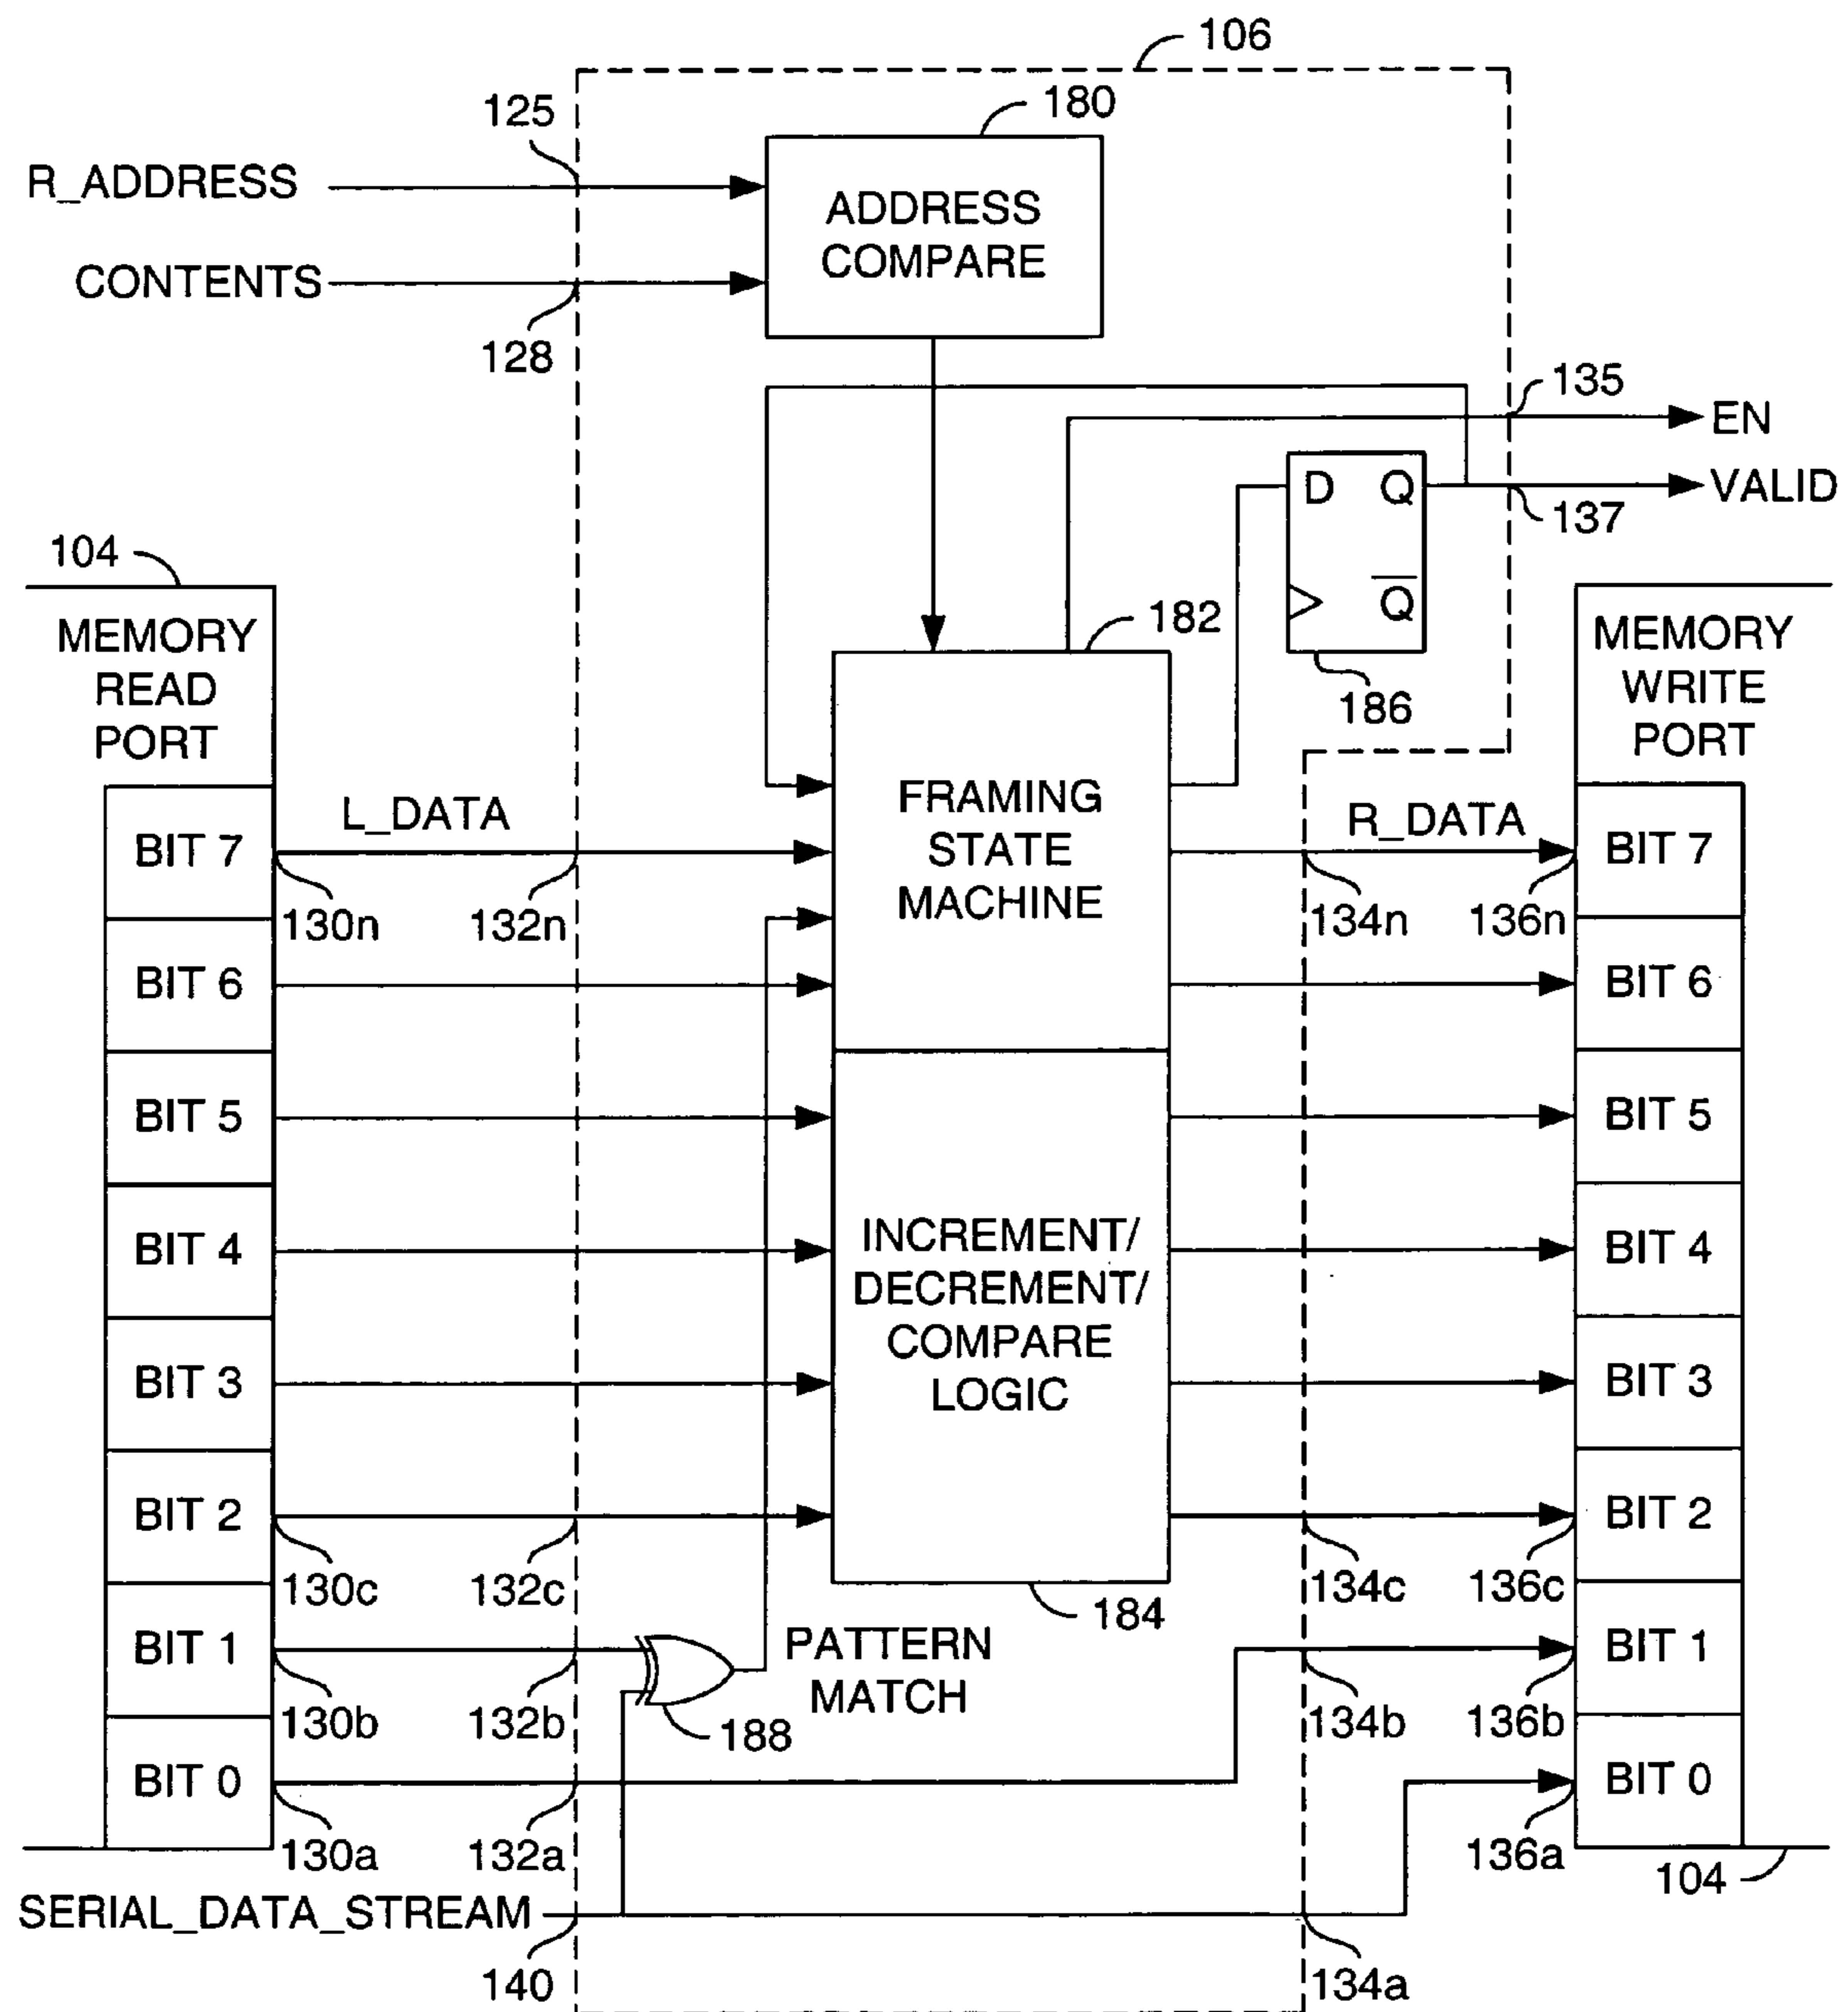 106
125
180
R_ADDRESS
ADDRESS
COMPARE
CONTENTS
128
135
EN
D Q
VALID
137
104
Q
182
186
MEMORY
READ
PORT
MEMORY
WRITE
PORT
FRAMING
STATE
MACHINE
L_DATA
R_DATA
BIT 7
BIT 7
130n
132n
134n
136n
BIT 6
BIT 6
BIT 5
BIT 5
BIT 4
BIT 4
INCREMENT/
DECREMENT/
COMPARE
LOGIC
BIT 3
BIT 3
BIT 2
BIT 2
130c
132c
134c
136c
184
BIT 1
PATTERN
MATCH
BIT 1
130b
132b
188
134b
136b
BIT 0
BIT 0
130a
132a
136a
104
SERIAL_DATA_STREAM
140
134a